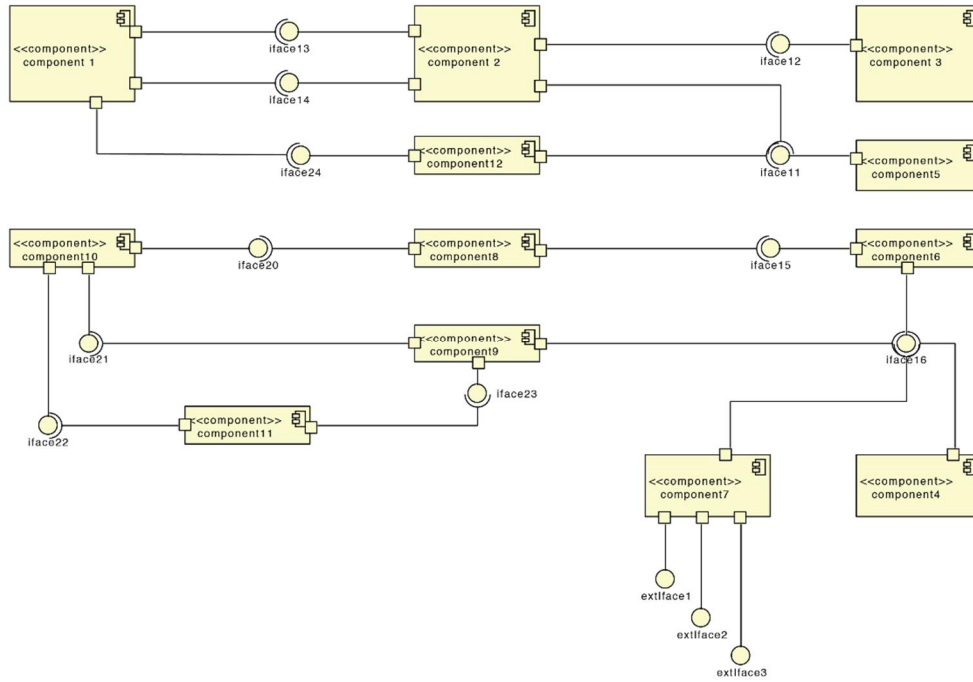 <<component>>
component 1
iface13
iface14
<<component>>
component 2
iface12
<<component>>
component 3
iface24
<<component>>
component12
iface11
<<component>>
component5
<<component>>
component10
iface20
<<component>>
component8
iface15
<<component>>
component6
iface21
<<component>>
component9
iface16
iface23
iface22
<<component>>
component11
<<component>>
component7
<<component>>
component4
extIface1
extIface2
extIface3